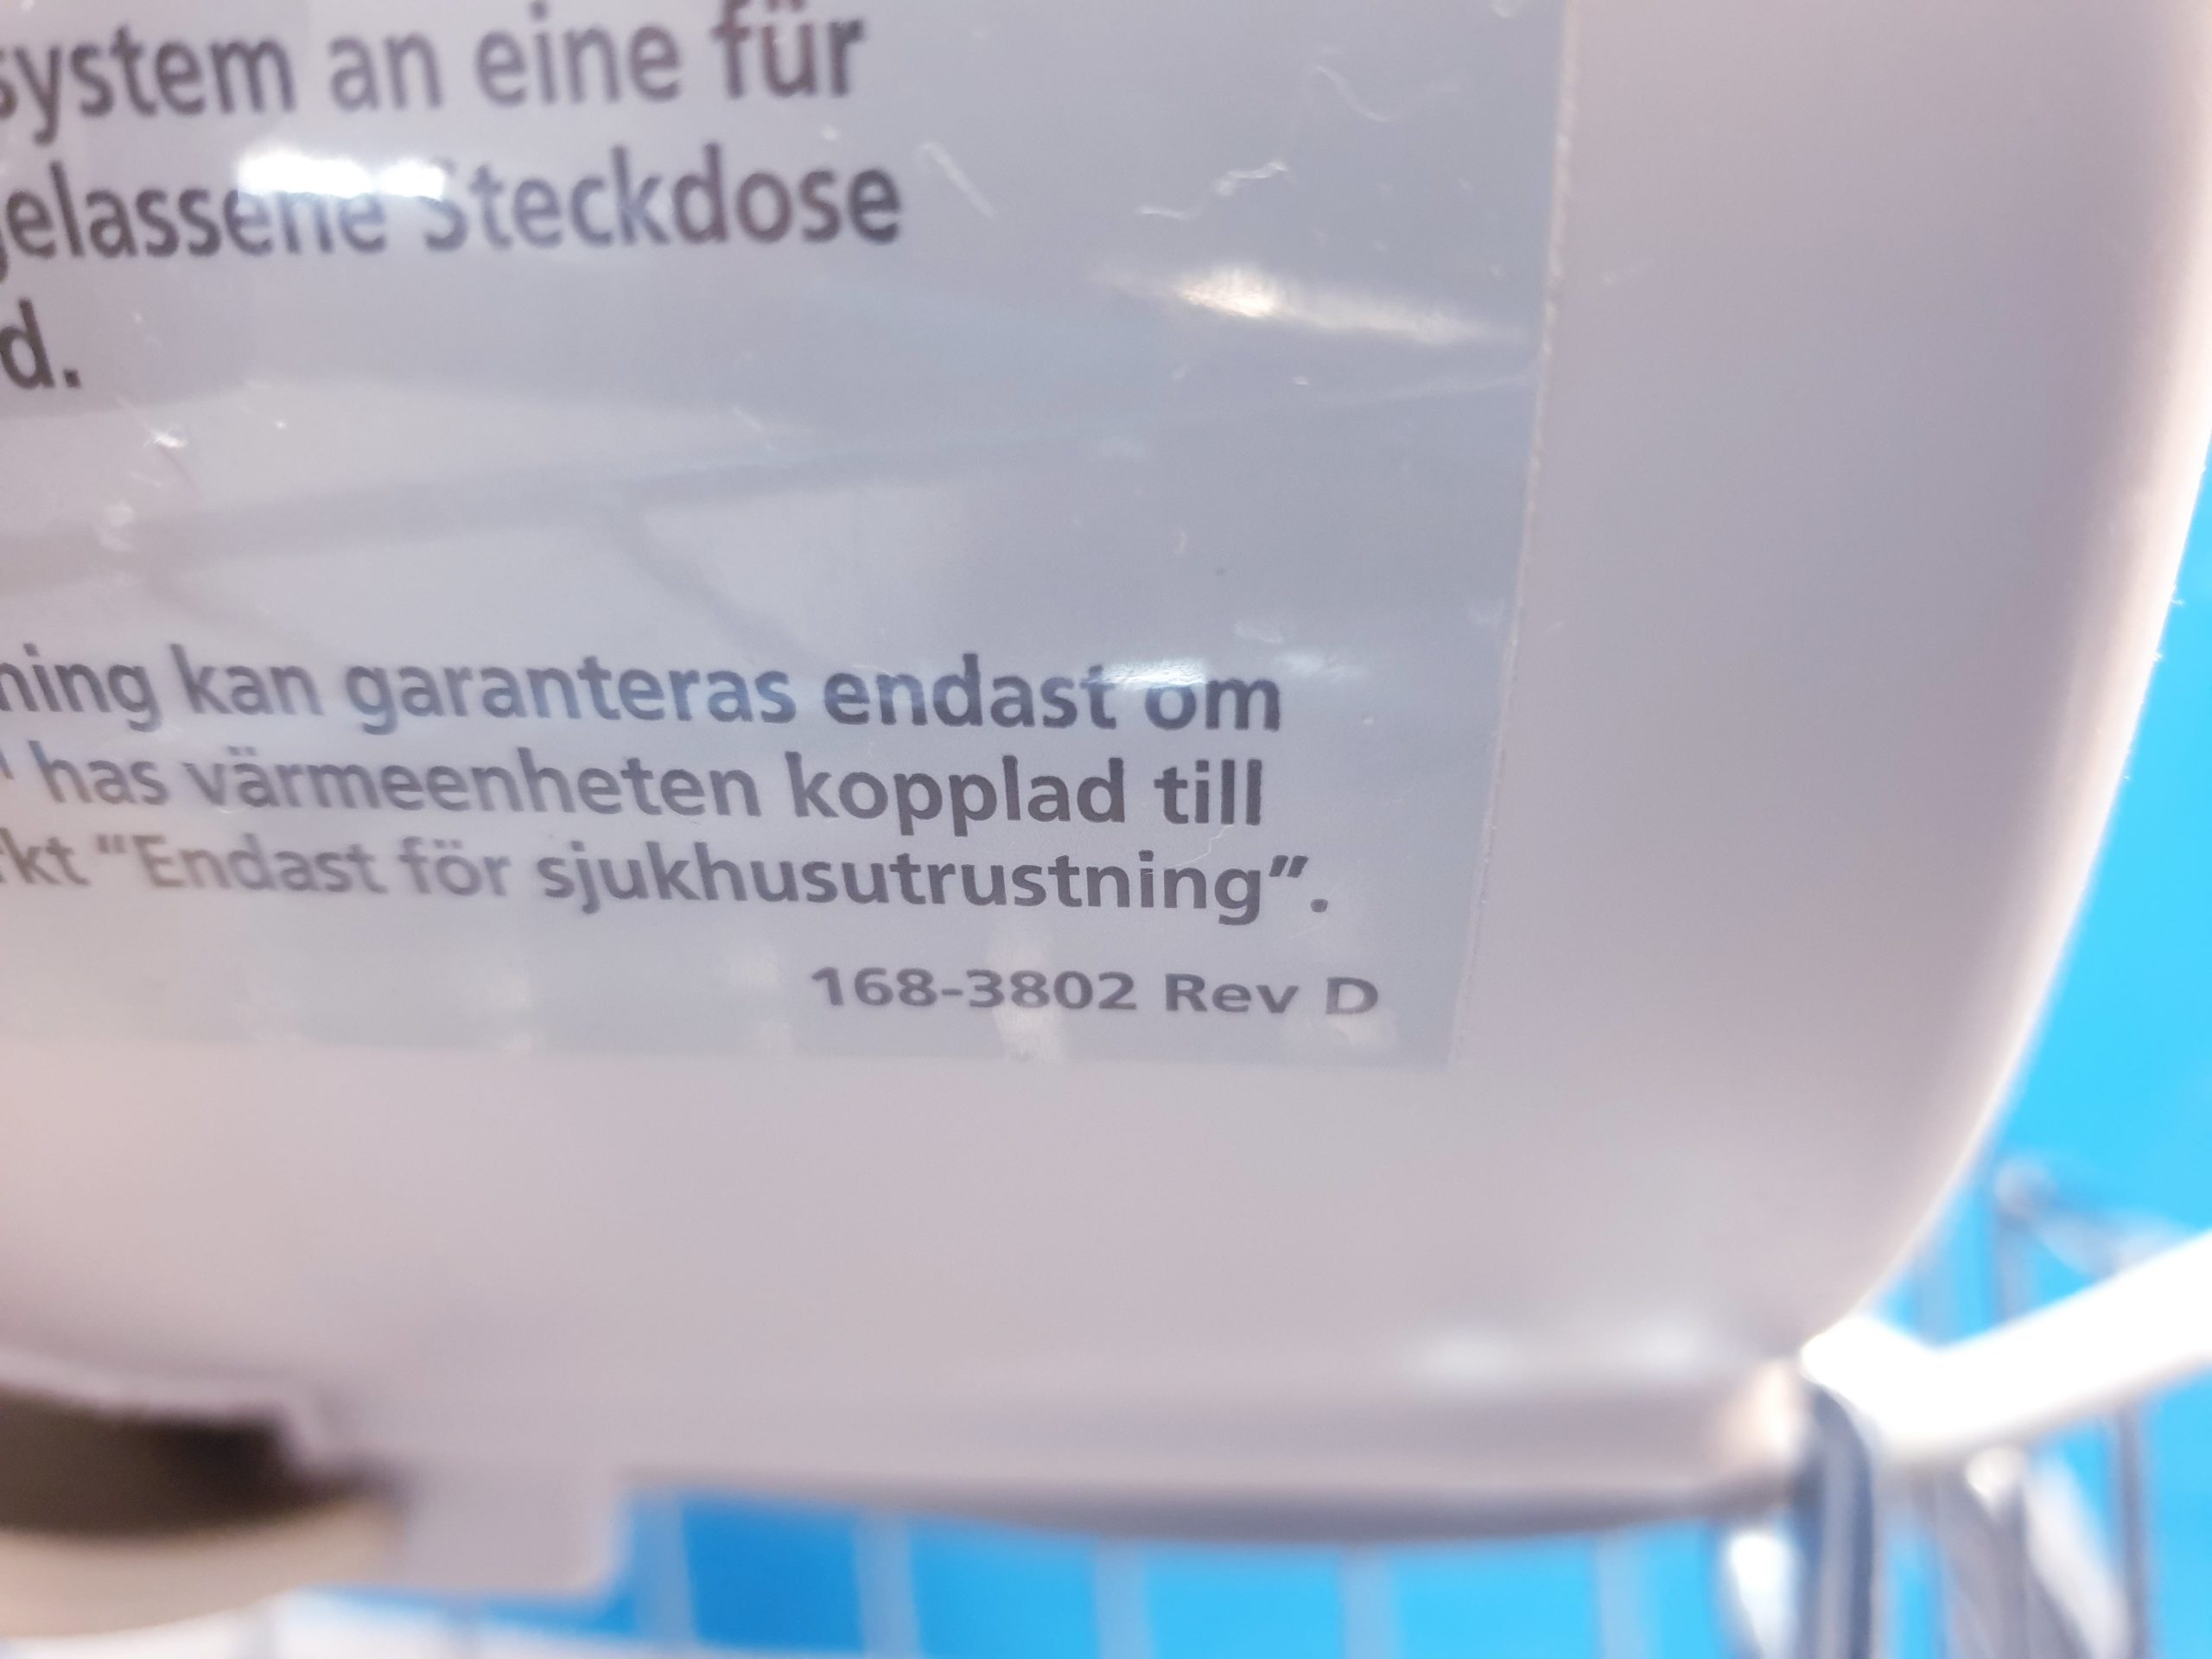 system an eine für
gelassene Steckdose
d.
ning kan garanteras endast om
has värmeenheten kopplad till
rkt "Endast för sjukhusutrustning".
168-3802 Rev D